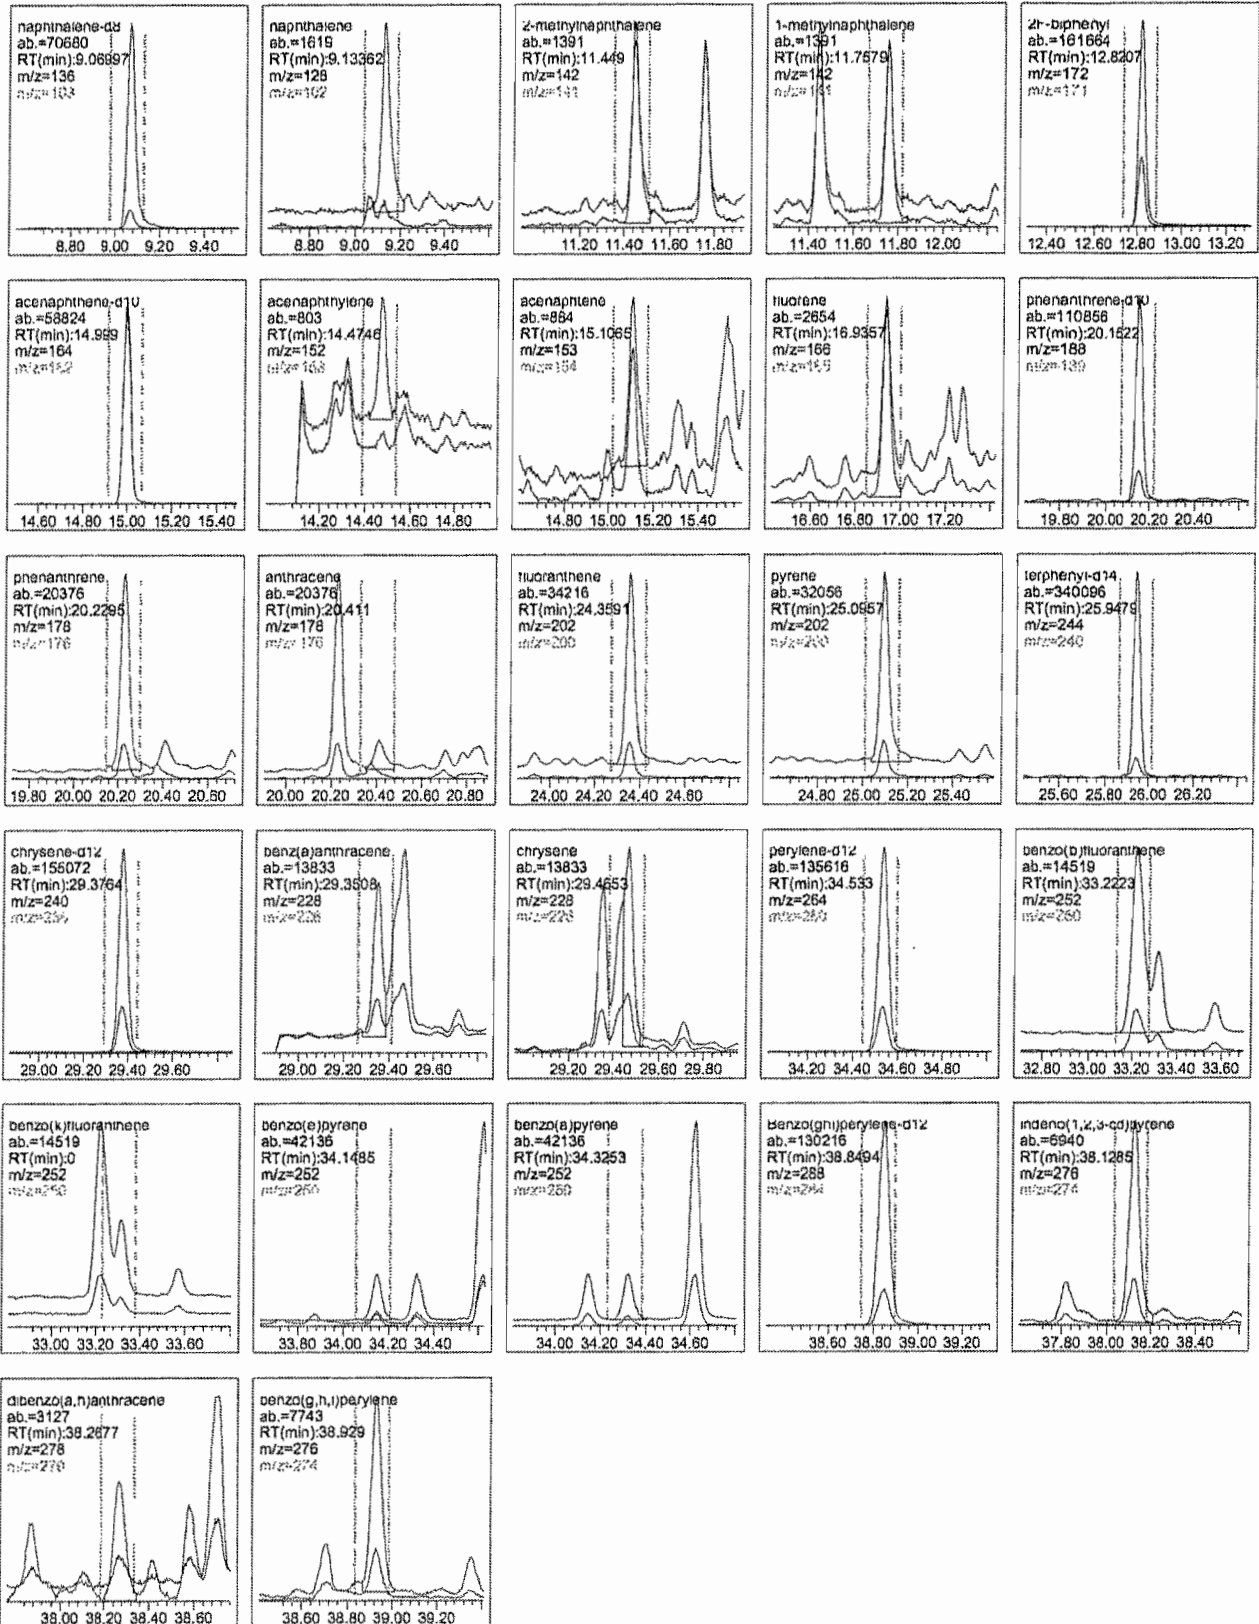 naphthalene-d8
ab.=70680
RT(min):9.06997
m/z=136
m/z=103
8.80 9.00 9.20 9.40
naphthalene
ab.=1619
RT(min):9.13362
m/z=128
m/z=102
8.80 9.00 9.20 9.40
2-methylnaphthalene
ab.=1391
RT(min):11.449
m/z=142
m/z=141
11.20 11.40 11.60 11.80
1-methylnaphthalene
ab.=1391
RT(min):11.7579
m/z=142
11.40 11.60 11.80 12.00
2F-biphenyl
ab.=161664
RT(min):12.8207
m/z=172
m/z=171
12.40 12.60 12.80 13.00 13.20
acenaphthene-d10
ab.=58824
RT(min):14.999
m/z=164
m/z=162
14.60 14.80 15.00 15.20 15.40
acenaphthylene
ab.=803
RT(min):14.4746
m/z=152
14.20 14.40 14.60 14.80
acenaphtene
ab.=884
RT(min):15.1065
m/z=153
m/z=154
14.80 15.00 15.20 15.40
fluorene
ab.=2654
RT(min):16.9357
m/z=166
m/z=165
16.60 16.80 17.00 17.20
phenanthrene-d10
ab.=110856
RT(min):20.1522
m/z=188
19.80 20.00 20.20 20.40
phenanthrene
ab.=20376
RT(min):20.2295
m/z=178
m/z=176
19.80 20.00 20.20 20.40 20.60
anthracene
ab.=20376
RT(min):20.411
m/z=178
m/z=176
20.00 20.20 20.40 20.60 20.80
fluoranthene
ab.=34216
RT(min):24.3591
m/z=202
m/z=200
24.00 24.20 24.40 24.60
pyrene
ab.=32056
RT(min):25.0957
m/z=202
m/z=200
24.80 25.00 25.20 25.40
terphenyl-d14
ab.=340096
RT(min):25.9479
m/z=244
m/z=240
25.60 25.80 26.00 26.20
chrysene-d12
ab.=155072
RT(min):29.3764
m/z=240
29.00 29.20 29.40 29.60
benz(a)anthracene
ab.=13833
RT(min):29.3508
m/z=228
m/z=226
29.00 29.20 29.40 29.60
chrysene
ab.=13833
RT(min):29.4653
m/z=228
m/z=226
29.20 29.40 29.60 29.80
perylene-d12
ab.=135616
RT(min):34.533
m/z=264
m/z=260
34.20 34.40 34.60 34.80
benzo(b)fluoranthene
ab.=14519
RT(min):33.2223
m/z=252
m/z=250
32.80 33.00 33.20 33.40 33.60
benzo(k)fluoranthene
ab.=14519
RT(min):0
m/z=252
m/z=250
33.00 33.20 33.40 33.60
benzo(e)pyrene
ab.=42136
RT(min):34.1485
m/z=252
m/z=250
33.80 34.00 34.20 34.40
benzo(a)pyrene
ab.=42136
RT(min):34.3253
m/z=252
m/z=250
34.00 34.20 34.40 34.60
Benzo(ghi)perylene-d12
ab.=130216
RT(min):38.8494
m/z=288
m/z=284
38.60 38.80 39.00 39.20
indeno(1,2,3-cd)pyrene
ab.=6940
RT(min):38.1285
m/z=276
m/z=274
37.80 38.00 38.20 38.40
dibenzo(a,h)anthracene
ab.=3127
RT(min):38.2677
m/z=278
m/z=276
38.00 38.20 38.40 38.60
benzo(g,h,i)perylene
ab.=7743
RT(min):38.929
m/z=276
m/z=274
38.60 38.80 39.00 39.20